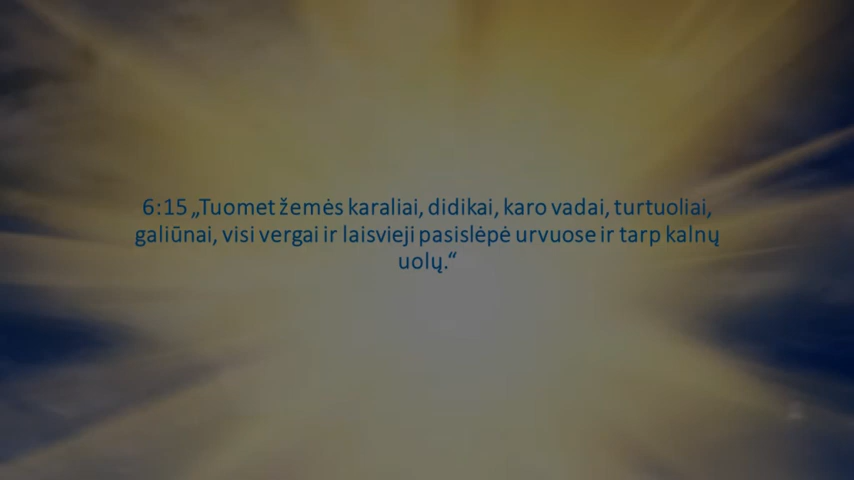 6:15 „Tuomet žemės karaliai, didikai, karo vadai, turtuoliai,
galiūnai, visi vergai ir laisvieji pasislėpė urvuose ir tarp kalnų
uolų.“